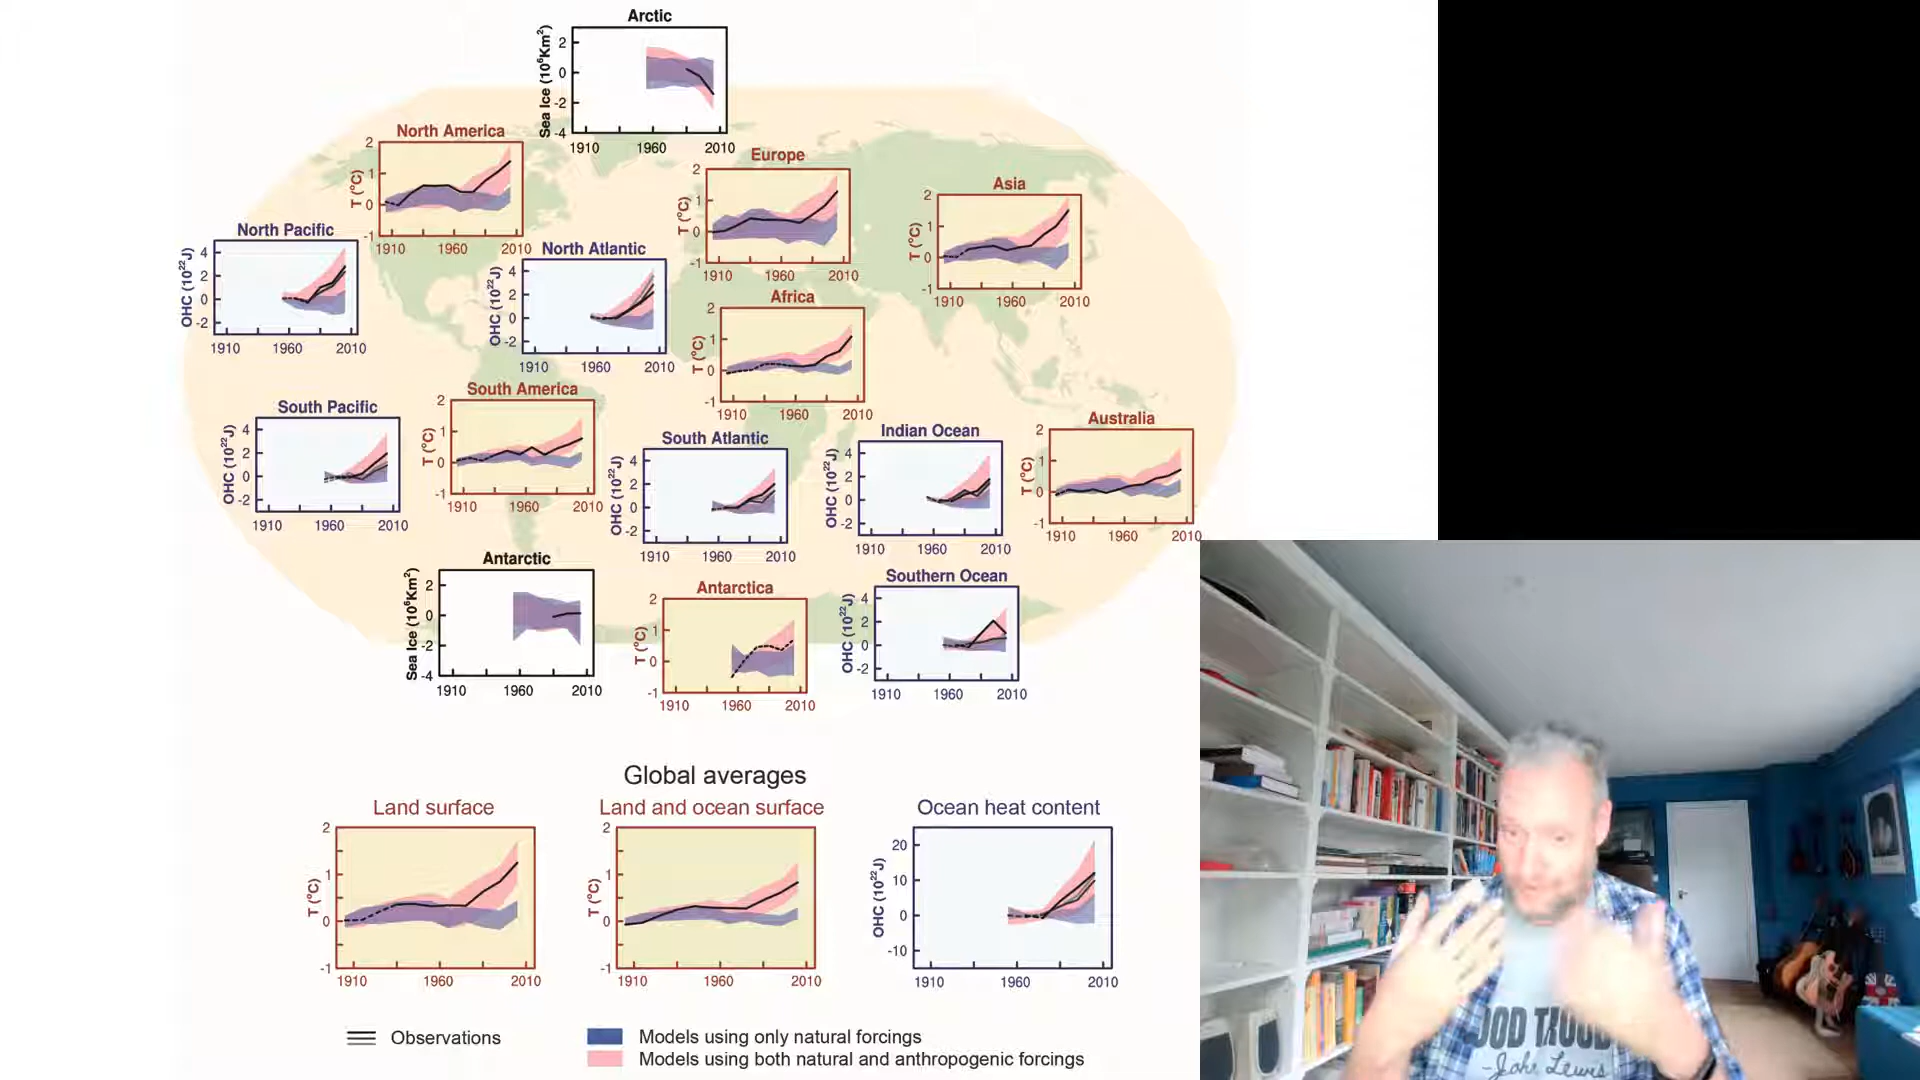 Arctic
Sea Ice (10⁶Km²)
2
0
-2
-4
1910 1960 2010
North America
T (°C)
2
1
0
-1
1910 1960 2010
Europe
T (°C)
2
1
0
-1
1910 1960 2010
Asia
T (°C)
2
1
0
-1
1910 1960 2010
North Pacific
OHC (10²²J)
4
2
0
-2
1910 1960 2010
North Atlantic
OHC (10²²J)
4
2
0
-2
1910 1960 2010
Africa
T (°C)
2
1
0
-1
1910 1960 2010
South America
T (°C)
2
1
0
-1
1910 1960 2010
South Pacific
OHC (10²²J)
4
2
0
-2
1910 1960 2010
South Atlantic
OHC (10²²J)
4
2
0
-2
1910 1960 2010
Indian Ocean
OHC (10²²J)
4
2
0
-2
1910 1960 2010
Australia
T (°C)
2
1
0
-1
1910 1960 2010
Antarctic
Sea Ice (10⁶Km²)
2
0
-2
-4
1910 1960 2010
Antarctica
T (°C)
2
1
0
-1
1910 1960 2010
Southern Ocean
OHC (10²²J)
4
2
0
-2
1910 1960 2010
Global averages
Land surface
T (°C)
2
1
0
-1
1910 1960 2010
Land and ocean surface
T (°C)
2
1
0
-1
1910 1960 2010
Ocean heat content
OHC (10²²J)
20
10
0
-10
1910 1960 2010
Observations
Models using only natural forcings
Models using both natural and anthropogenic forcings